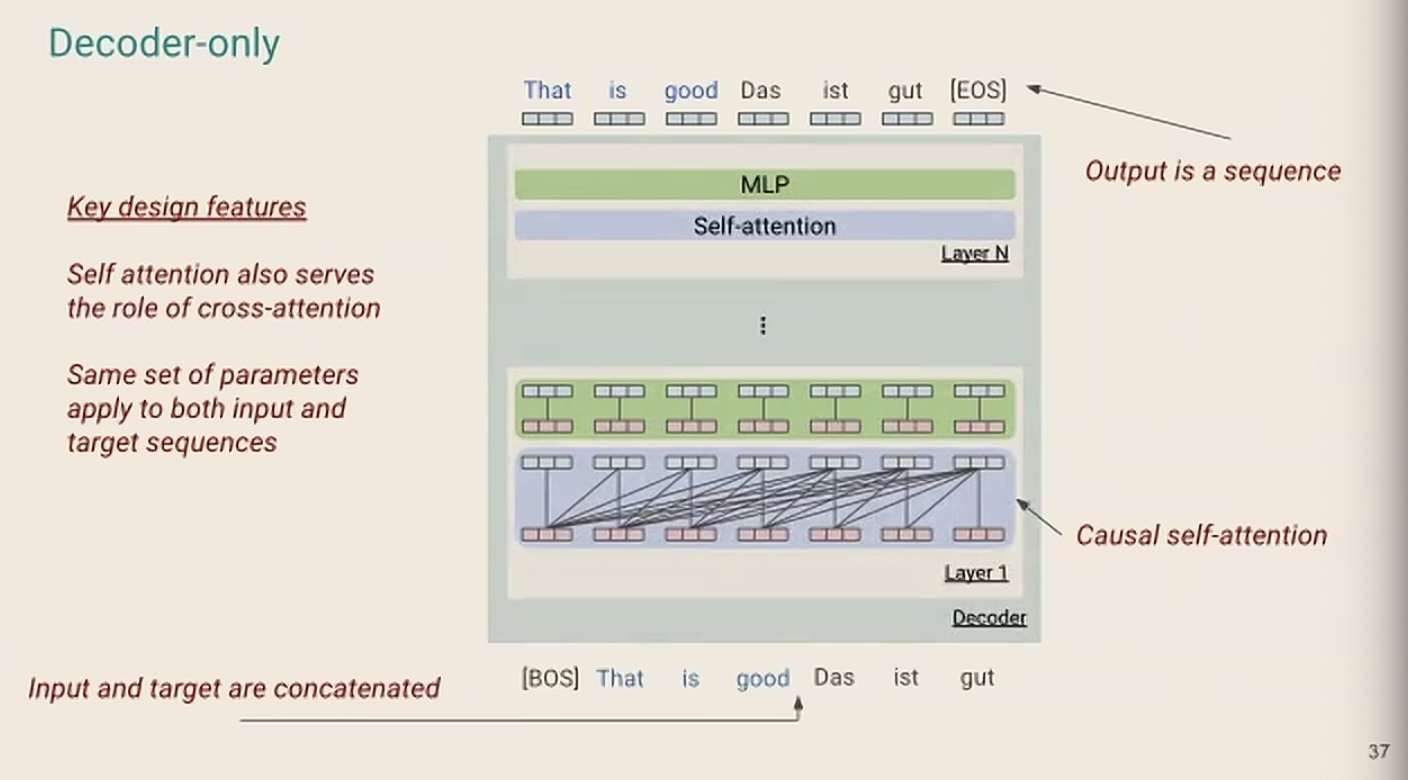 Decoder-only
That is good Das ist gut [EOS]
Output is a sequence
Key design features
Self attention also serves
the role of cross-attention
Same set of parameters
apply to both input and
target sequences
MLP
Self-attention
Layer N
⋮
Causal self-attention
Layer 1
Decoder
[BOS] That is good Das ist gut
Input and target are concatenated
37